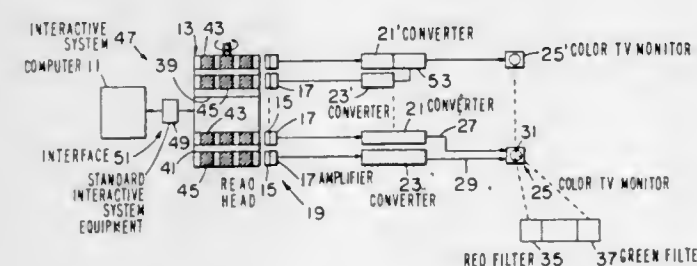 INTERACTIVE SYSTEM 47
COMPUTER 11
13 43
39
45
17
15
21' CONVERTER
53
23' CONVERTER
25' COLOR TV MONITOR
43
15
17
21 CONVERTER
27
31
INTERFACE 51
49
41
45
STANDARD INTERACTIVE SYSTEM EQUIPMENT
READ HEAD
15
17 AMPLIFIER
19
23 CONVERTER
29
25 COLOR TV MONITOR
RED FILTER 35
37 GREEN FILTER